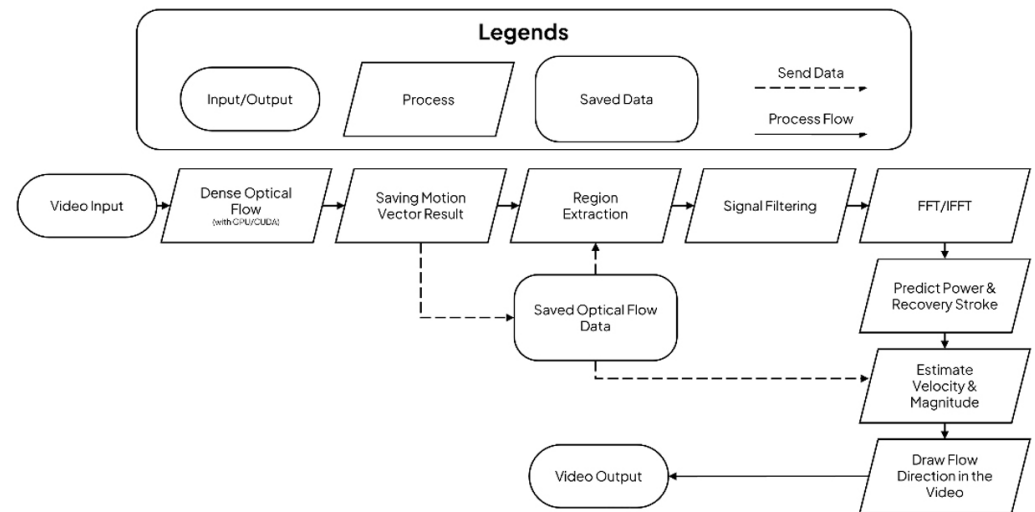 Legends
Input/Output
Process
Saved Data
Send Data
Process Flow
Video Input
Dense Optical
Flow
(with GPU/CUDA)
Saving Motion
Vector Result
Region
Extraction
Signal Filtering
FFT/IFFT
Saved Optical Flow
Data
Predict Power &
Recovery Stroke
Estimate
Velocity &
Magnitude
Draw Flow
Direction in the
Video
Video Output